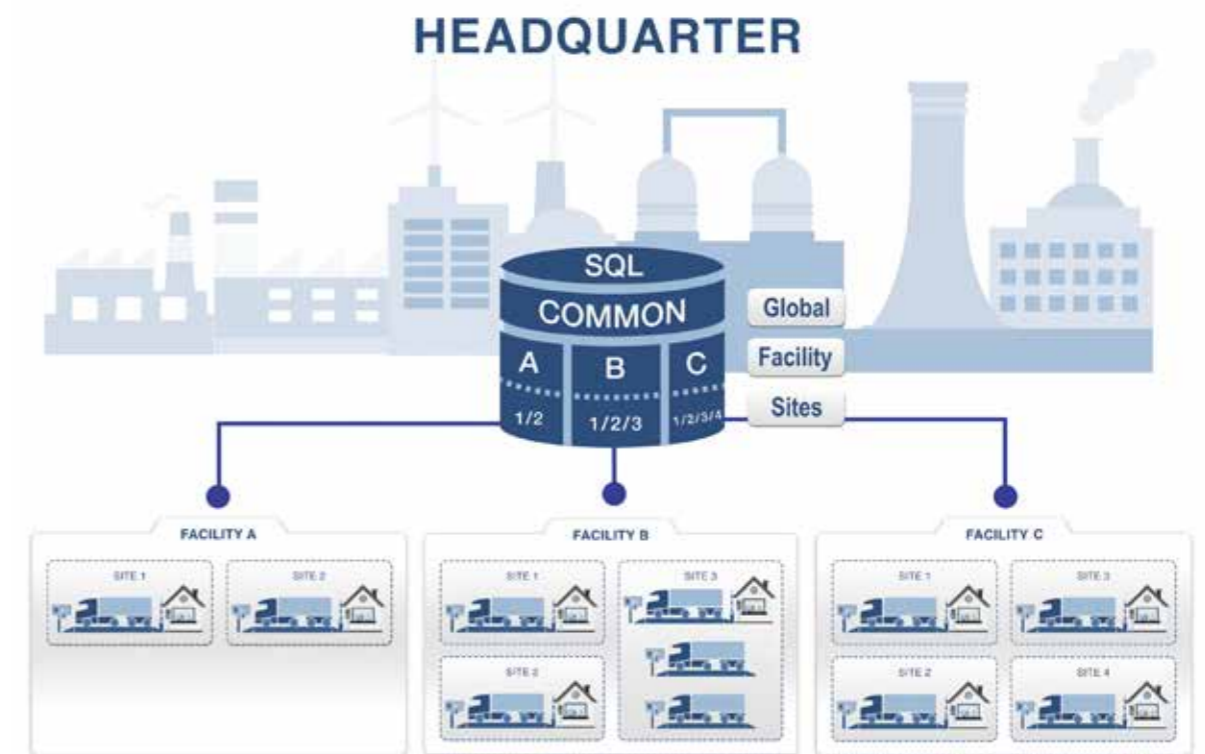 HEADQUARTER
SQL
COMMON
Global
A B C
Facility
1/2 1/2/3 1/2/3/4
Sites
FACILITY A
FACILITY B
FACILITY C
SITE 1
SITE 2
SITE 1
SITE 3
SITE 2
SITE 1
SITE 3
SITE 2
SITE 4